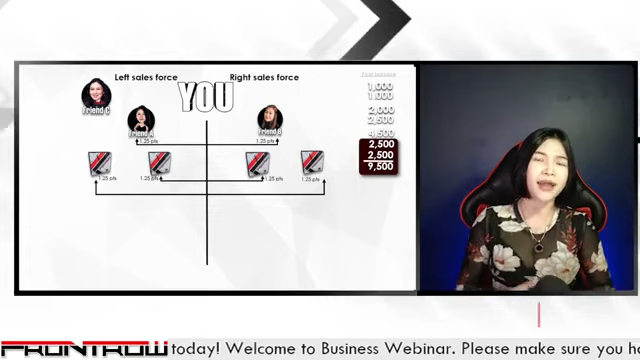 Left sales force
Right sales force
YOU
Friend C
Friend A
Friend B
1.25 pts
1.25 pts
1.25 pts
1.25 pts
1.25 pts
1.25 pts
1,000
1,000
2,000
2,500
4,500
2,500
2,500
9,500
FRONTROW
today! Welcome to Business Webinar. Please make sure you ha